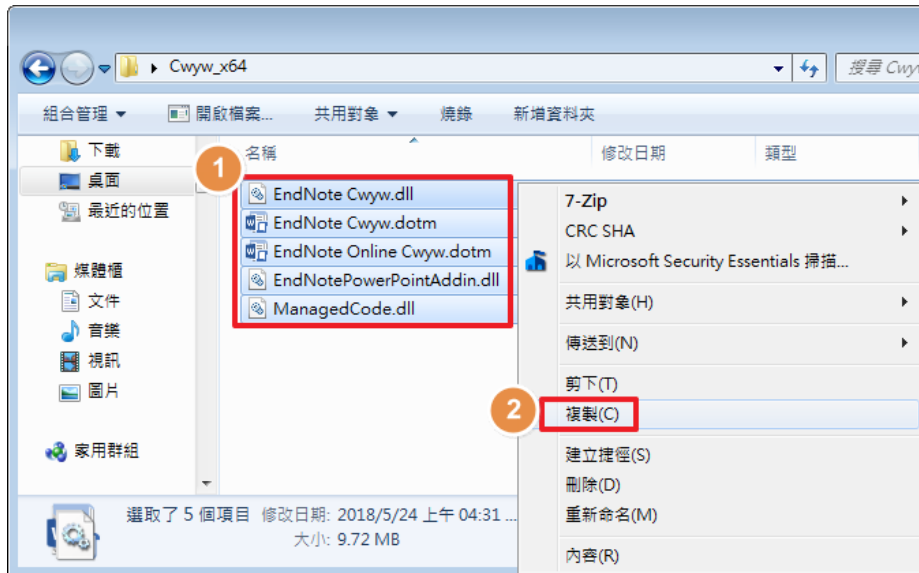 Cwyw_x64
搜尋 Cwyw
組合管理 開啟檔案... 共用對象 燒錄 新增資料夾
下載
桌面
最近的位置
媒體櫃
文件
音樂
視訊
圖片
家用群組
名稱 修改日期 類型
1
EndNote Cwyw.dll
EndNote Cwyw.dotm
EndNote Online Cwyw.dotm
EndNotePowerPointAddin.dll
ManagedCode.dll
7-Zip
CRC SHA
以 Microsoft Security Essentials 掃描...
共用對象(H)
傳送到(N)
剪下(T)
2
複製(C)
建立捷徑(S)
刪除(D)
重新命名(M)
內容(R)
選取了 5 個項目 修改日期: 2018/5/24 上午 04:31 ...
大小: 9.72 MB